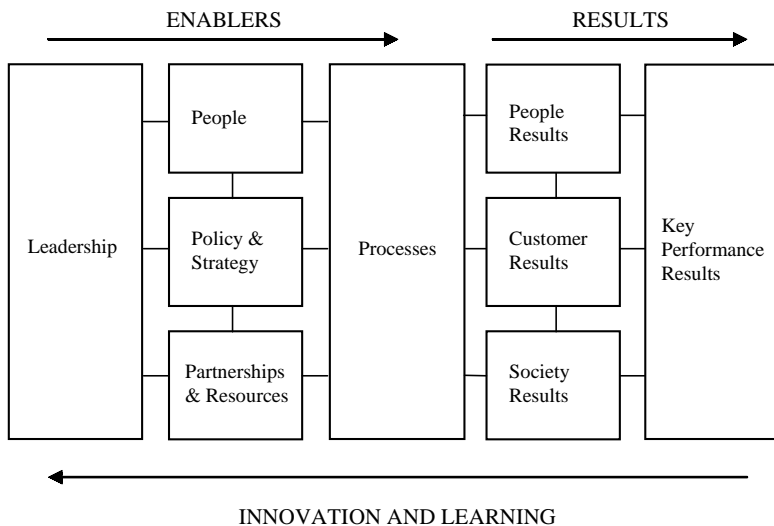 ENABLERS
RESULTS
Leadership
People
Policy &
Strategy
Partnerships
& Resources
Processes
People
Results
Customer
Results
Society
Results
Key
Performance
Results
INNOVATION AND LEARNING